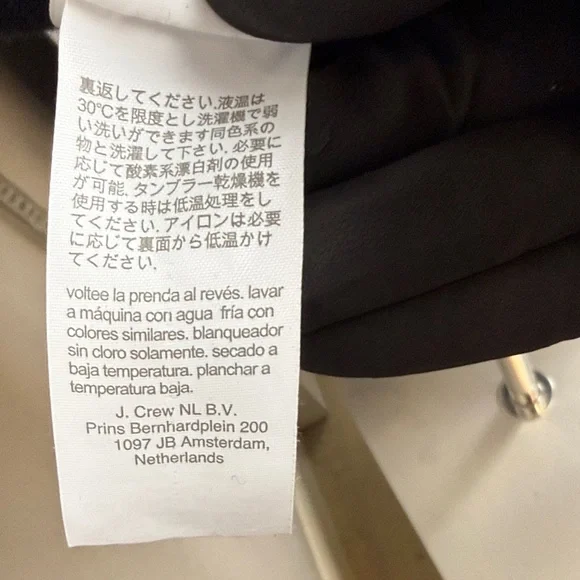 裏返してください.液温は
30℃を限度とし洗濯機で弱
い洗いができます同色系の
物と洗濯して下さい. 必要に
応じて酸素系漂白剤の使用
が可能. タンブラー乾燥機を
使用する時は低温処理をし
てください. アイロンは必要
に応じて裏面から低温かけ
てください.
voltee la prenda al revés. lavar
a máquina con agua fría con
colores similares. blanqueador
sin cloro solamente. secado a
baja temperatura. planchar a
temperatura baja.
J. Crew NL B.V.
Prins Bernhardplein 200
1097 JB Amsterdam,
Netherlands